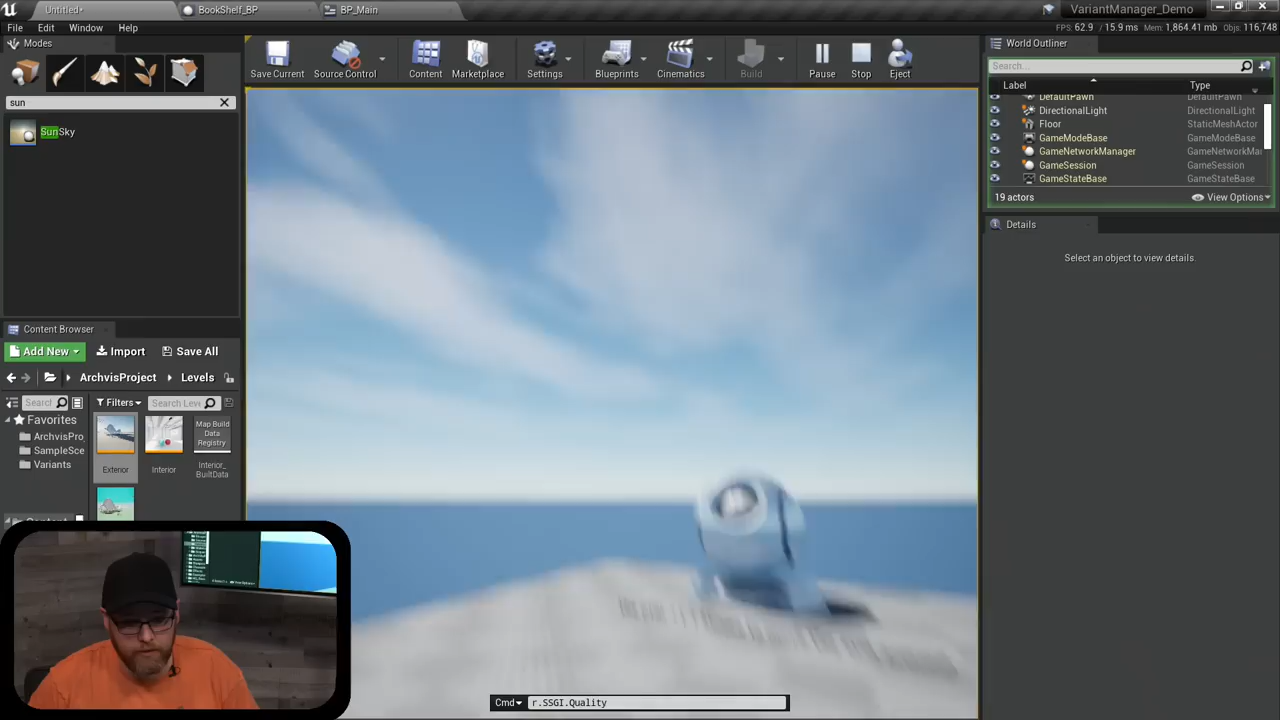 Untitled*
BookShelf_BP
BP_Main
VariantManager_Demo
File Edit Window Help
FPS: 62.9 / 15.9 ms Mem: 1,864.41 mb Objs: 116,748
Modes
sun
SunSky
Save Current
Source Control
Content
Marketplace
Settings
Blueprints
Cinematics
Build
Pause
Stop
Eject
World Outliner
Search...
Label Type
DefaultPawn DefaultPawn
DirectionalLight DirectionalLight
Floor StaticMeshActor
GameModeBase GameModeBase
GameNetworkManager GameNetworkMa
GameSession GameSession
GameStateBase GameStateBase
19 actors
View Options
Details
Select an object to view details.
Content Browser
Add New Import Save All
ArchvisProject Levels
Filters
Favorites
ArchvisPro
SampleSce
Variants
Exterior
Interior
Map Build
Data
Registry
Interior_
BuiltData
Cmd r.SSGI.Quality